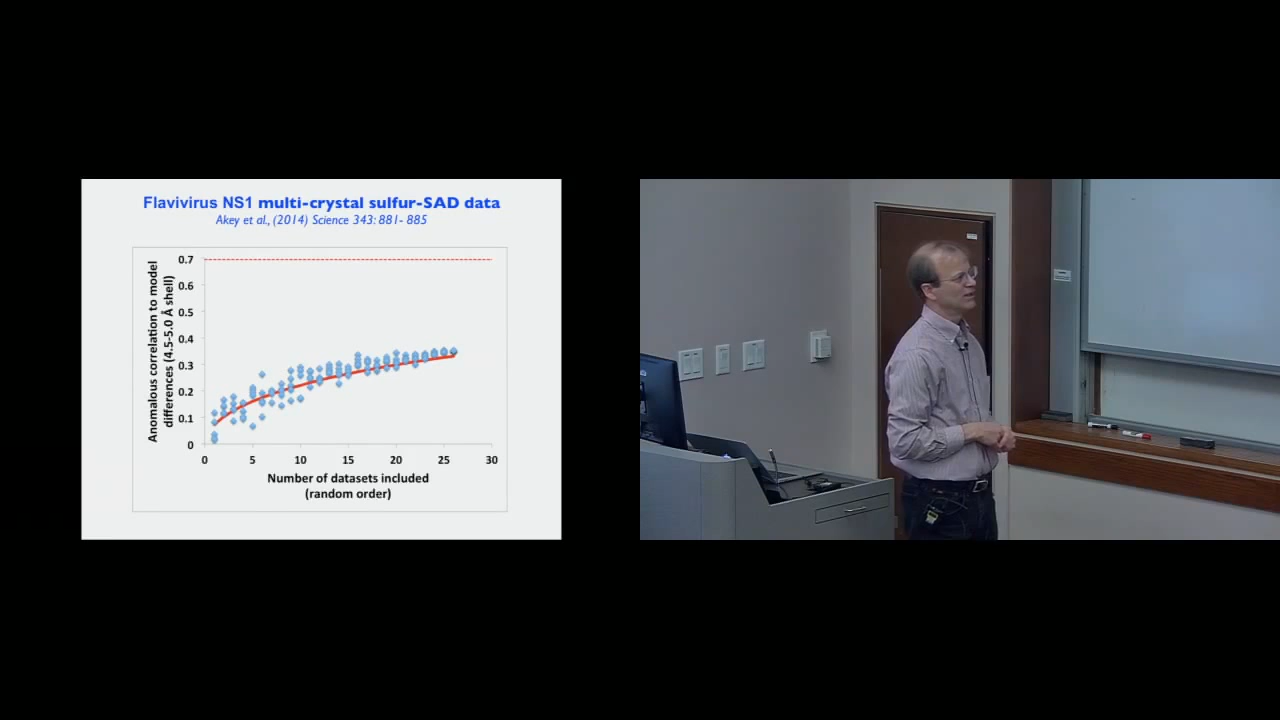 Flavivirus NS1 multi-crystal sulfur-SAD data
Akey et al., (2014) Science 343: 881- 885
Anomalous correlation to model
differences (4.5-5.0 Å shell)
0.7
0.6
0.5
0.4
0.3
0.2
0.1
0
0 5 10 15 20 25 30
Number of datasets included
(random order)